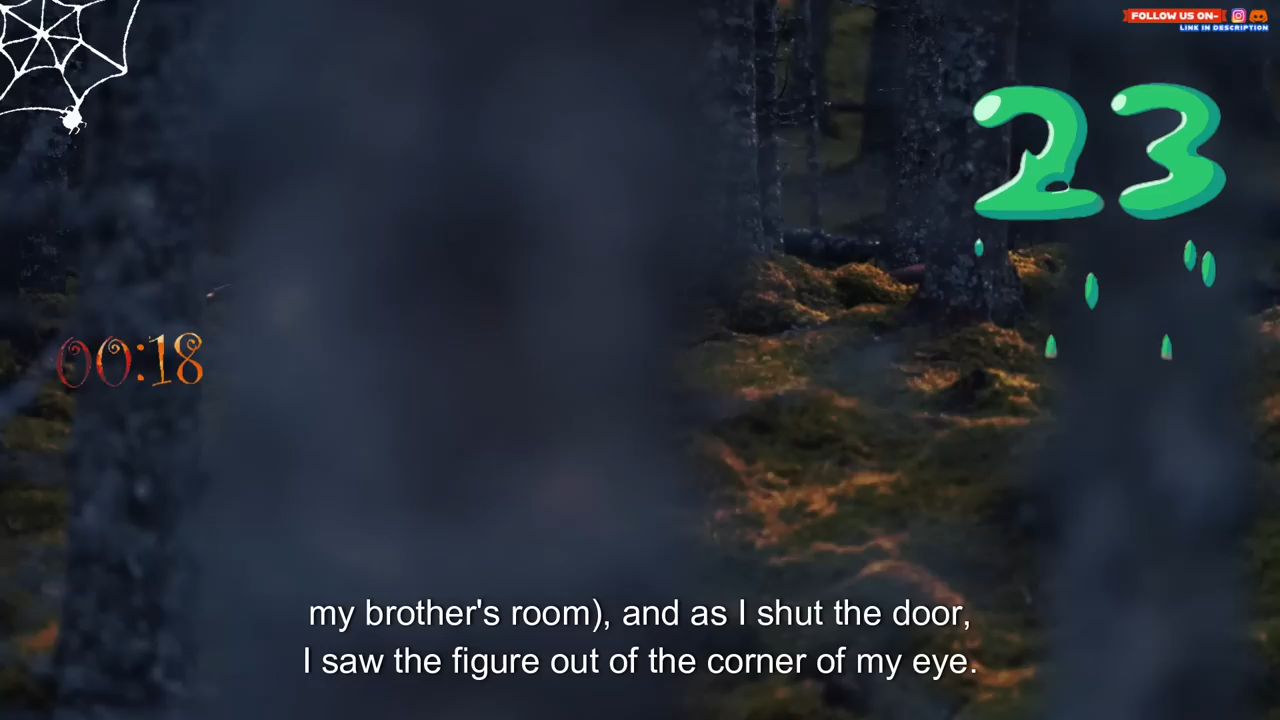 FOLLOW US ON-
LINK IN DESCRIPTION
23
00:18
my brother's room), and as I shut the door,
I saw the figure out of the corner of my eye.